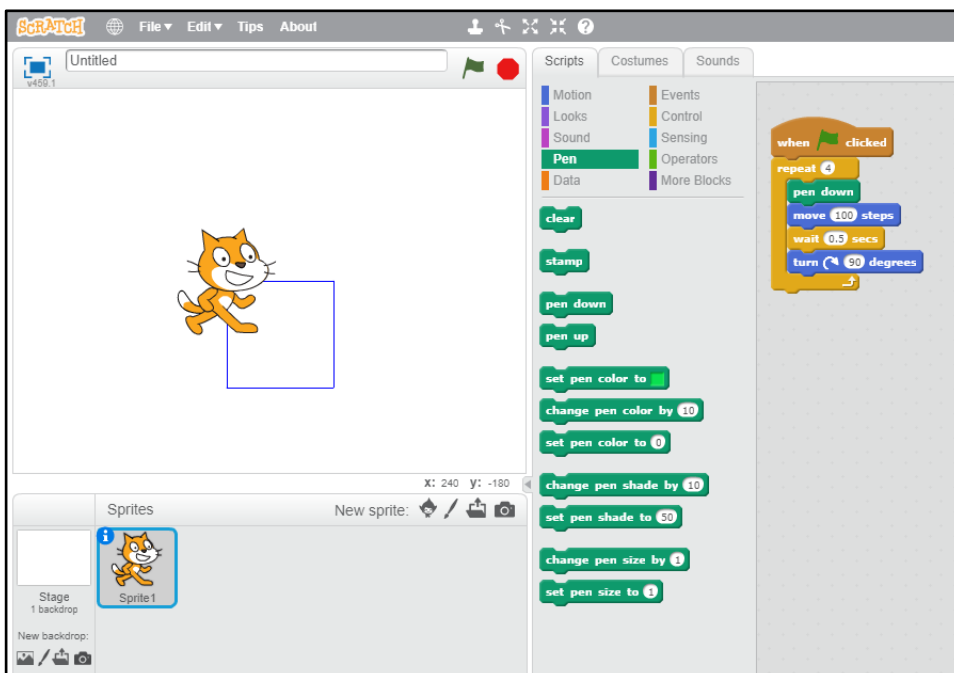 SCRATCH File Edit Tips About
Untitled
v459.1
X: 240 y: -180
Sprites
New sprite:
Sprite1
Stage
1 backdrop
New backdrop:
Scripts Costumes Sounds
Motion Events
Looks Control
Sound Sensing
Pen Operators
Data More Blocks
clear
stamp
pen down
pen up
set pen color to
change pen color by 10
set pen color to 0
change pen shade by 10
set pen shade to 50
change pen size by 1
set pen size to 1
when clicked
repeat 4
pen down
move 100 steps
wait 0.5 secs
turn 90 degrees